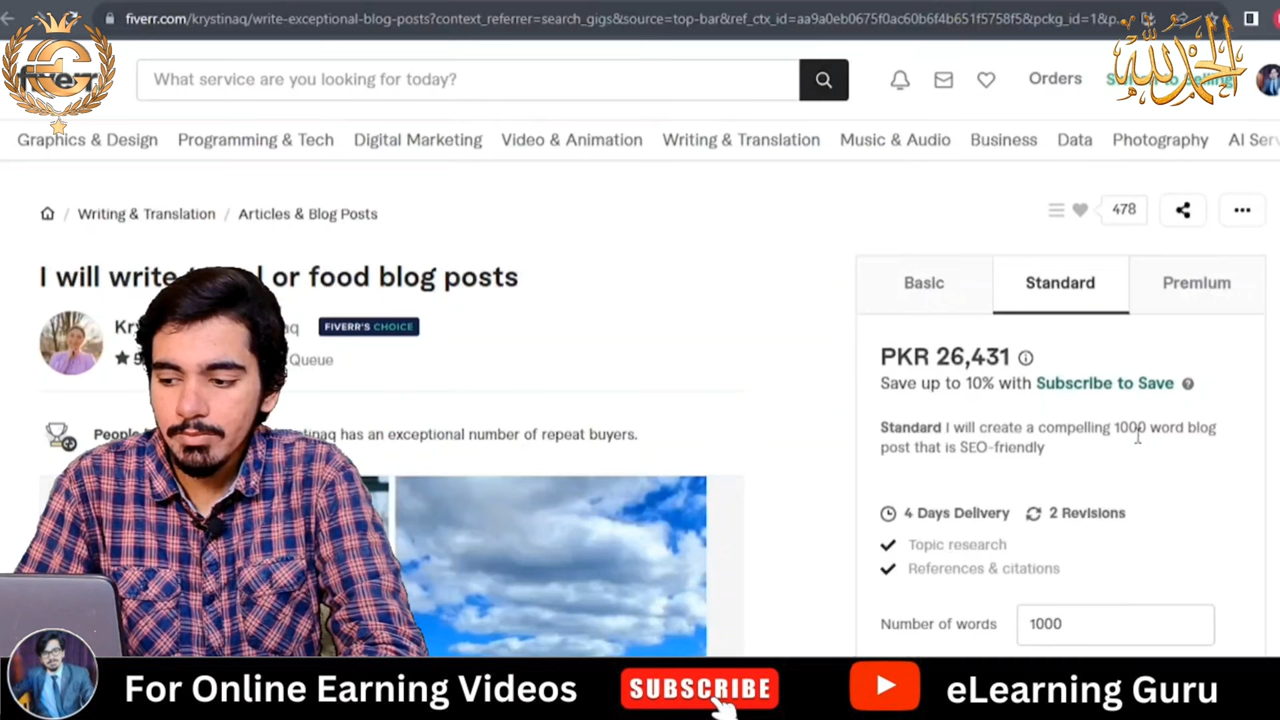 fiverr.com/krystinaq/write-exceptional-blog-posts?context_referrer=search_gigs&source=top-bar&ref_ctx_id=aa9a0eb0675f0ac60b6f4b651f5758f5&pckg_id=1&p...
What service are you looking for today?
Orders
Graphics & Design
Programming & Tech
Digital Marketing
Video & Animation
Writing & Translation
Music & Audio
Business
Data
Photography
AI Ser
/ Writing & Translation / Articles & Blog Posts
478
I will write or food blog posts
FIVERR'S CHOICE
Queue
People has an exceptional number of repeat buyers.
Basic
Standard
Premium
PKR 26,431
Save up to 10% with Subscribe to Save
Standard I will create a compelling 1000 word blog
post that is SEO-friendly
4 Days Delivery
2 Revisions
Topic research
References & citations
Number of words
1000
For Online Earning Videos
SUBSCRIBE
eLearning Guru